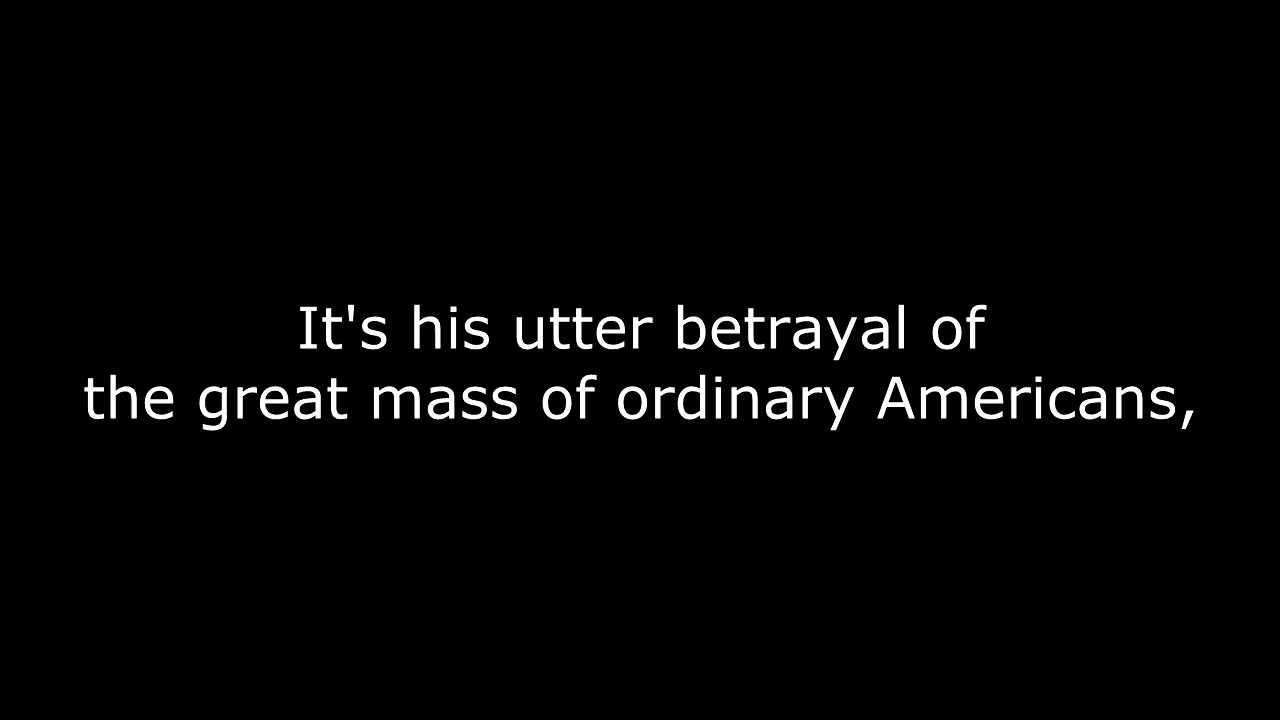 It's his utter betrayal of
the great mass of ordinary Americans,